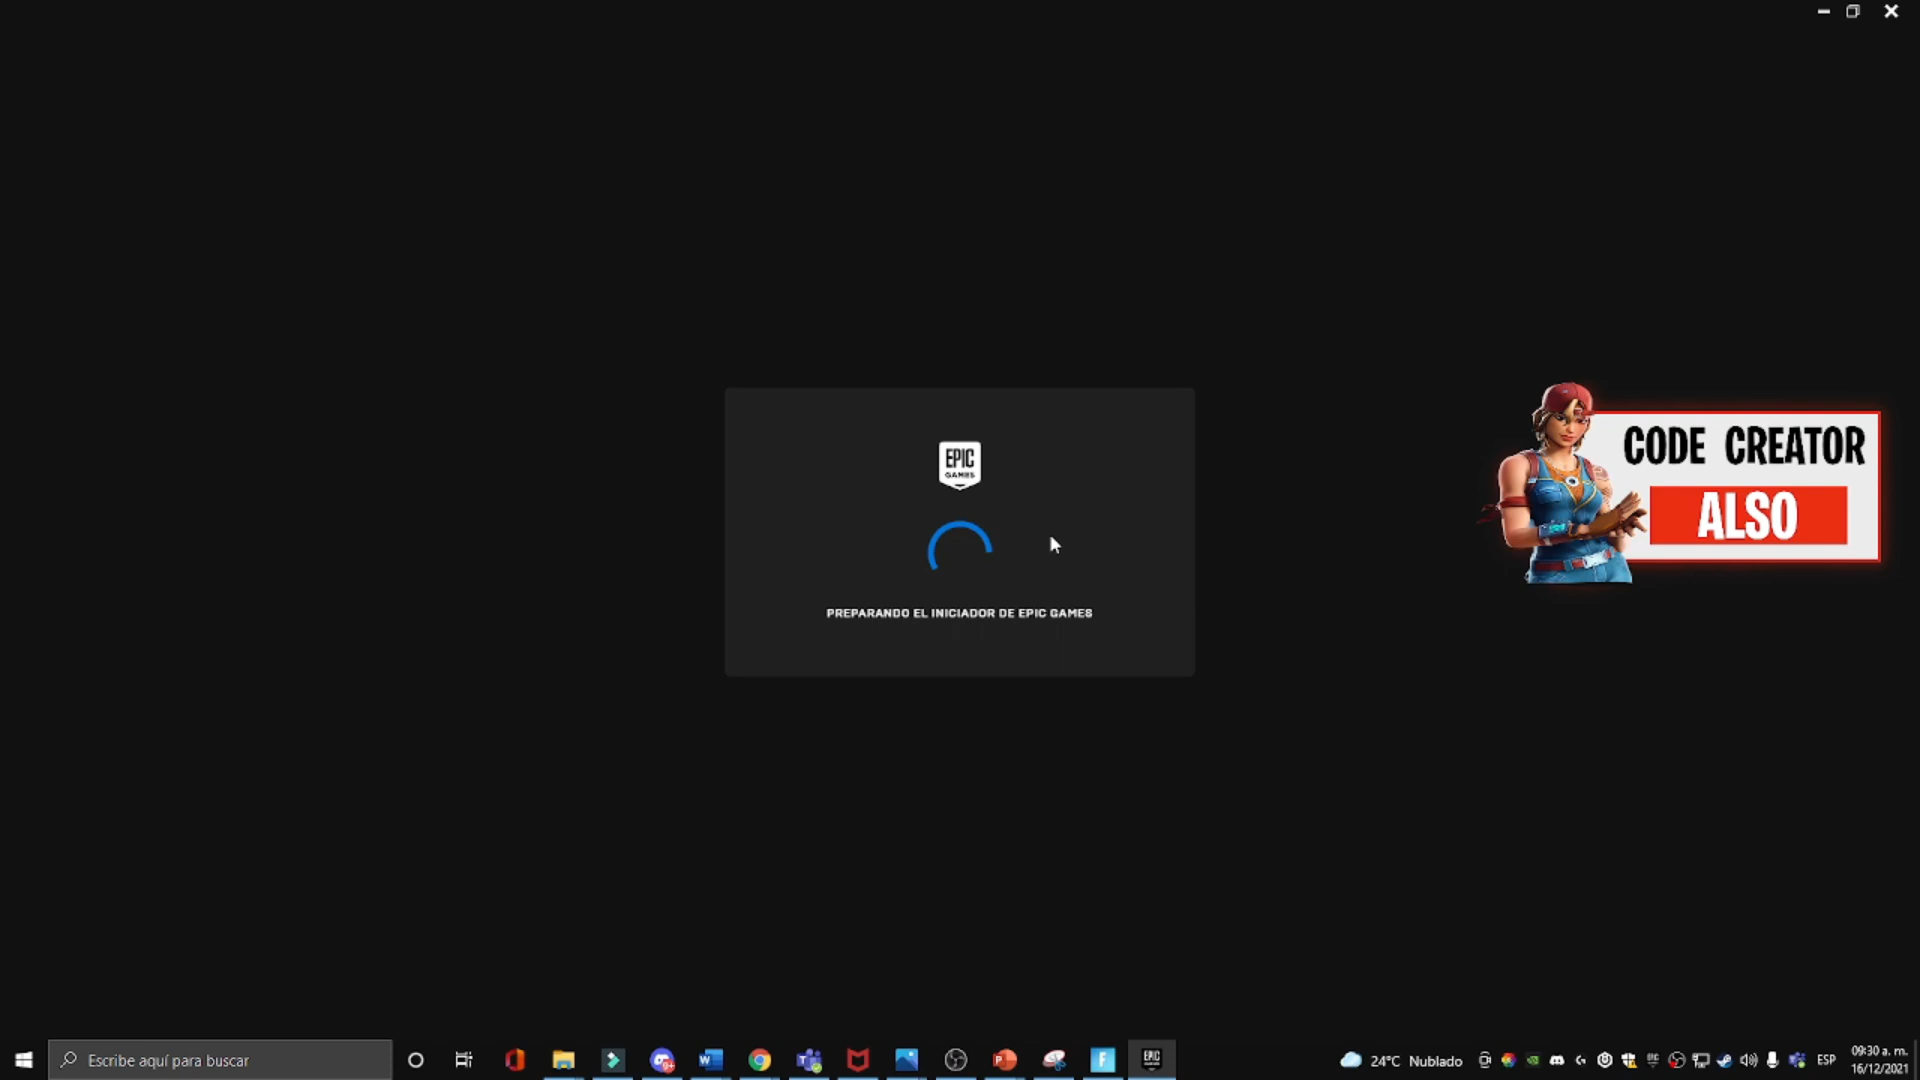 CODE CREATOR
ALSO
EPIC
GAMES
PREPARANDO EL INICIADOR DE EPIC GAMES
Escribe aquí para buscar
24°C Nublado
ESP
09:30 a. m.
16/12/2021